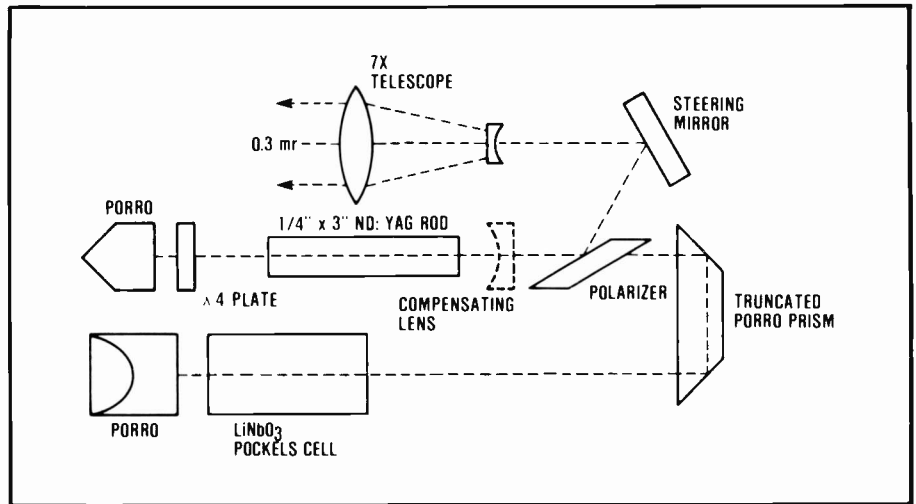 7X
TELESCOPE
STEERING
MIRROR
0.3 mr
PORRO
1/4" x 3" ND: YAG ROD
λ 4 PLATE
COMPENSATING
LENS
POLARIZER
TRUNCATED
PORRO PRISM
PORRO
LiNbO3
POCKELS CELL